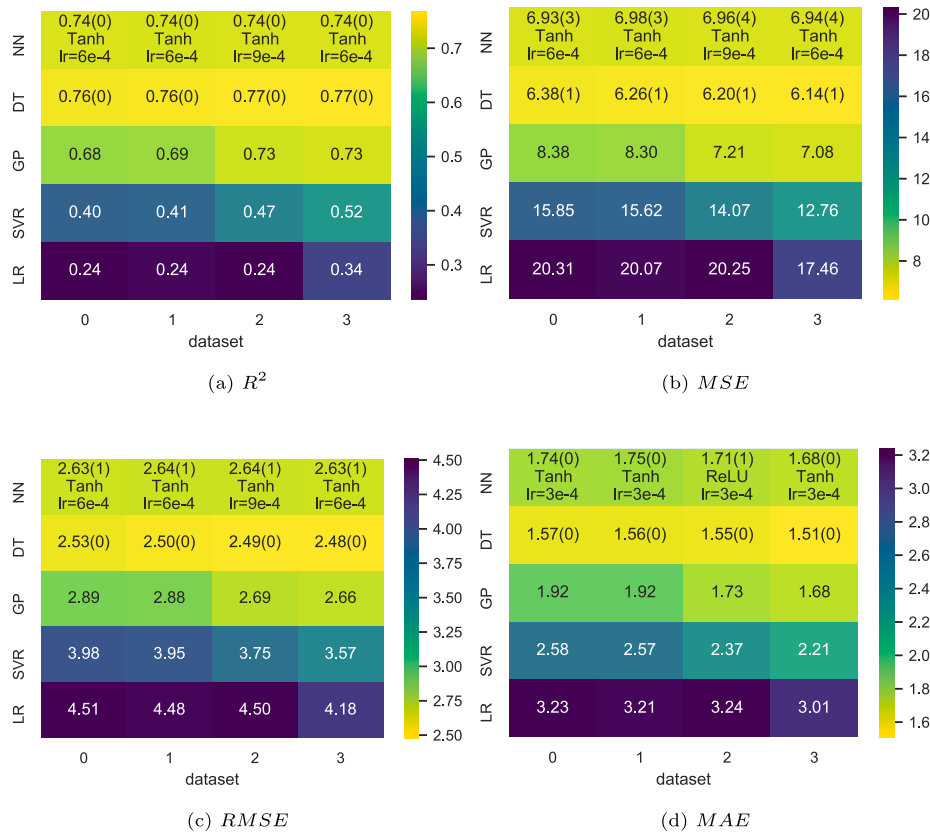 NN 0.74(0) 0.74(0) 0.74(0) 0.74(0)
Tanh Tanh Tanh Tanh
lr=6e-4 lr=6e-4 lr=9e-4 lr=6e-4
DT 0.76(0) 0.76(0) 0.77(0) 0.77(0)
GP 0.68 0.69 0.73 0.73
SVR 0.40 0.41 0.47 0.52
LR 0.24 0.24 0.24 0.34
0 1 2 3
dataset
0.7
0.6
0.5
0.4
0.3
(a) R²
NN 6.93(3) 6.98(3) 6.96(4) 6.94(4)
Tanh Tanh Tanh Tanh
lr=6e-4 lr=6e-4 lr=9e-4 lr=6e-4
DT 6.38(1) 6.26(1) 6.20(1) 6.14(1)
GP 8.38 8.30 7.21 7.08
SVR 15.85 15.62 14.07 12.76
LR 20.31 20.07 20.25 17.46
0 1 2 3
dataset
20
18
16
14
12
10
8
(b) MSE
NN 2.63(1) 2.64(1) 2.64(1) 2.63(1)
Tanh Tanh Tanh Tanh
lr=6e-4 lr=6e-4 lr=9e-4 lr=6e-4
DT 2.53(0) 2.50(0) 2.49(0) 2.48(0)
GP 2.89 2.88 2.69 2.66
SVR 3.98 3.95 3.75 3.57
LR 4.51 4.48 4.50 4.18
0 1 2 3
dataset
4.50
4.25
4.00
3.75
3.50
3.25
3.00
2.75
2.50
(c) RMSE
NN 1.74(0) 1.75(0) 1.71(1) 1.68(0)
Tanh Tanh ReLU Tanh
lr=3e-4 lr=3e-4 lr=3e-4 lr=3e-4
DT 1.57(0) 1.56(0) 1.55(0) 1.51(0)
GP 1.92 1.92 1.73 1.68
SVR 2.58 2.57 2.37 2.21
LR 3.23 3.21 3.24 3.01
0 1 2 3
dataset
3.2
3.0
2.8
2.6
2.4
2.2
2.0
1.8
1.6
(d) MAE